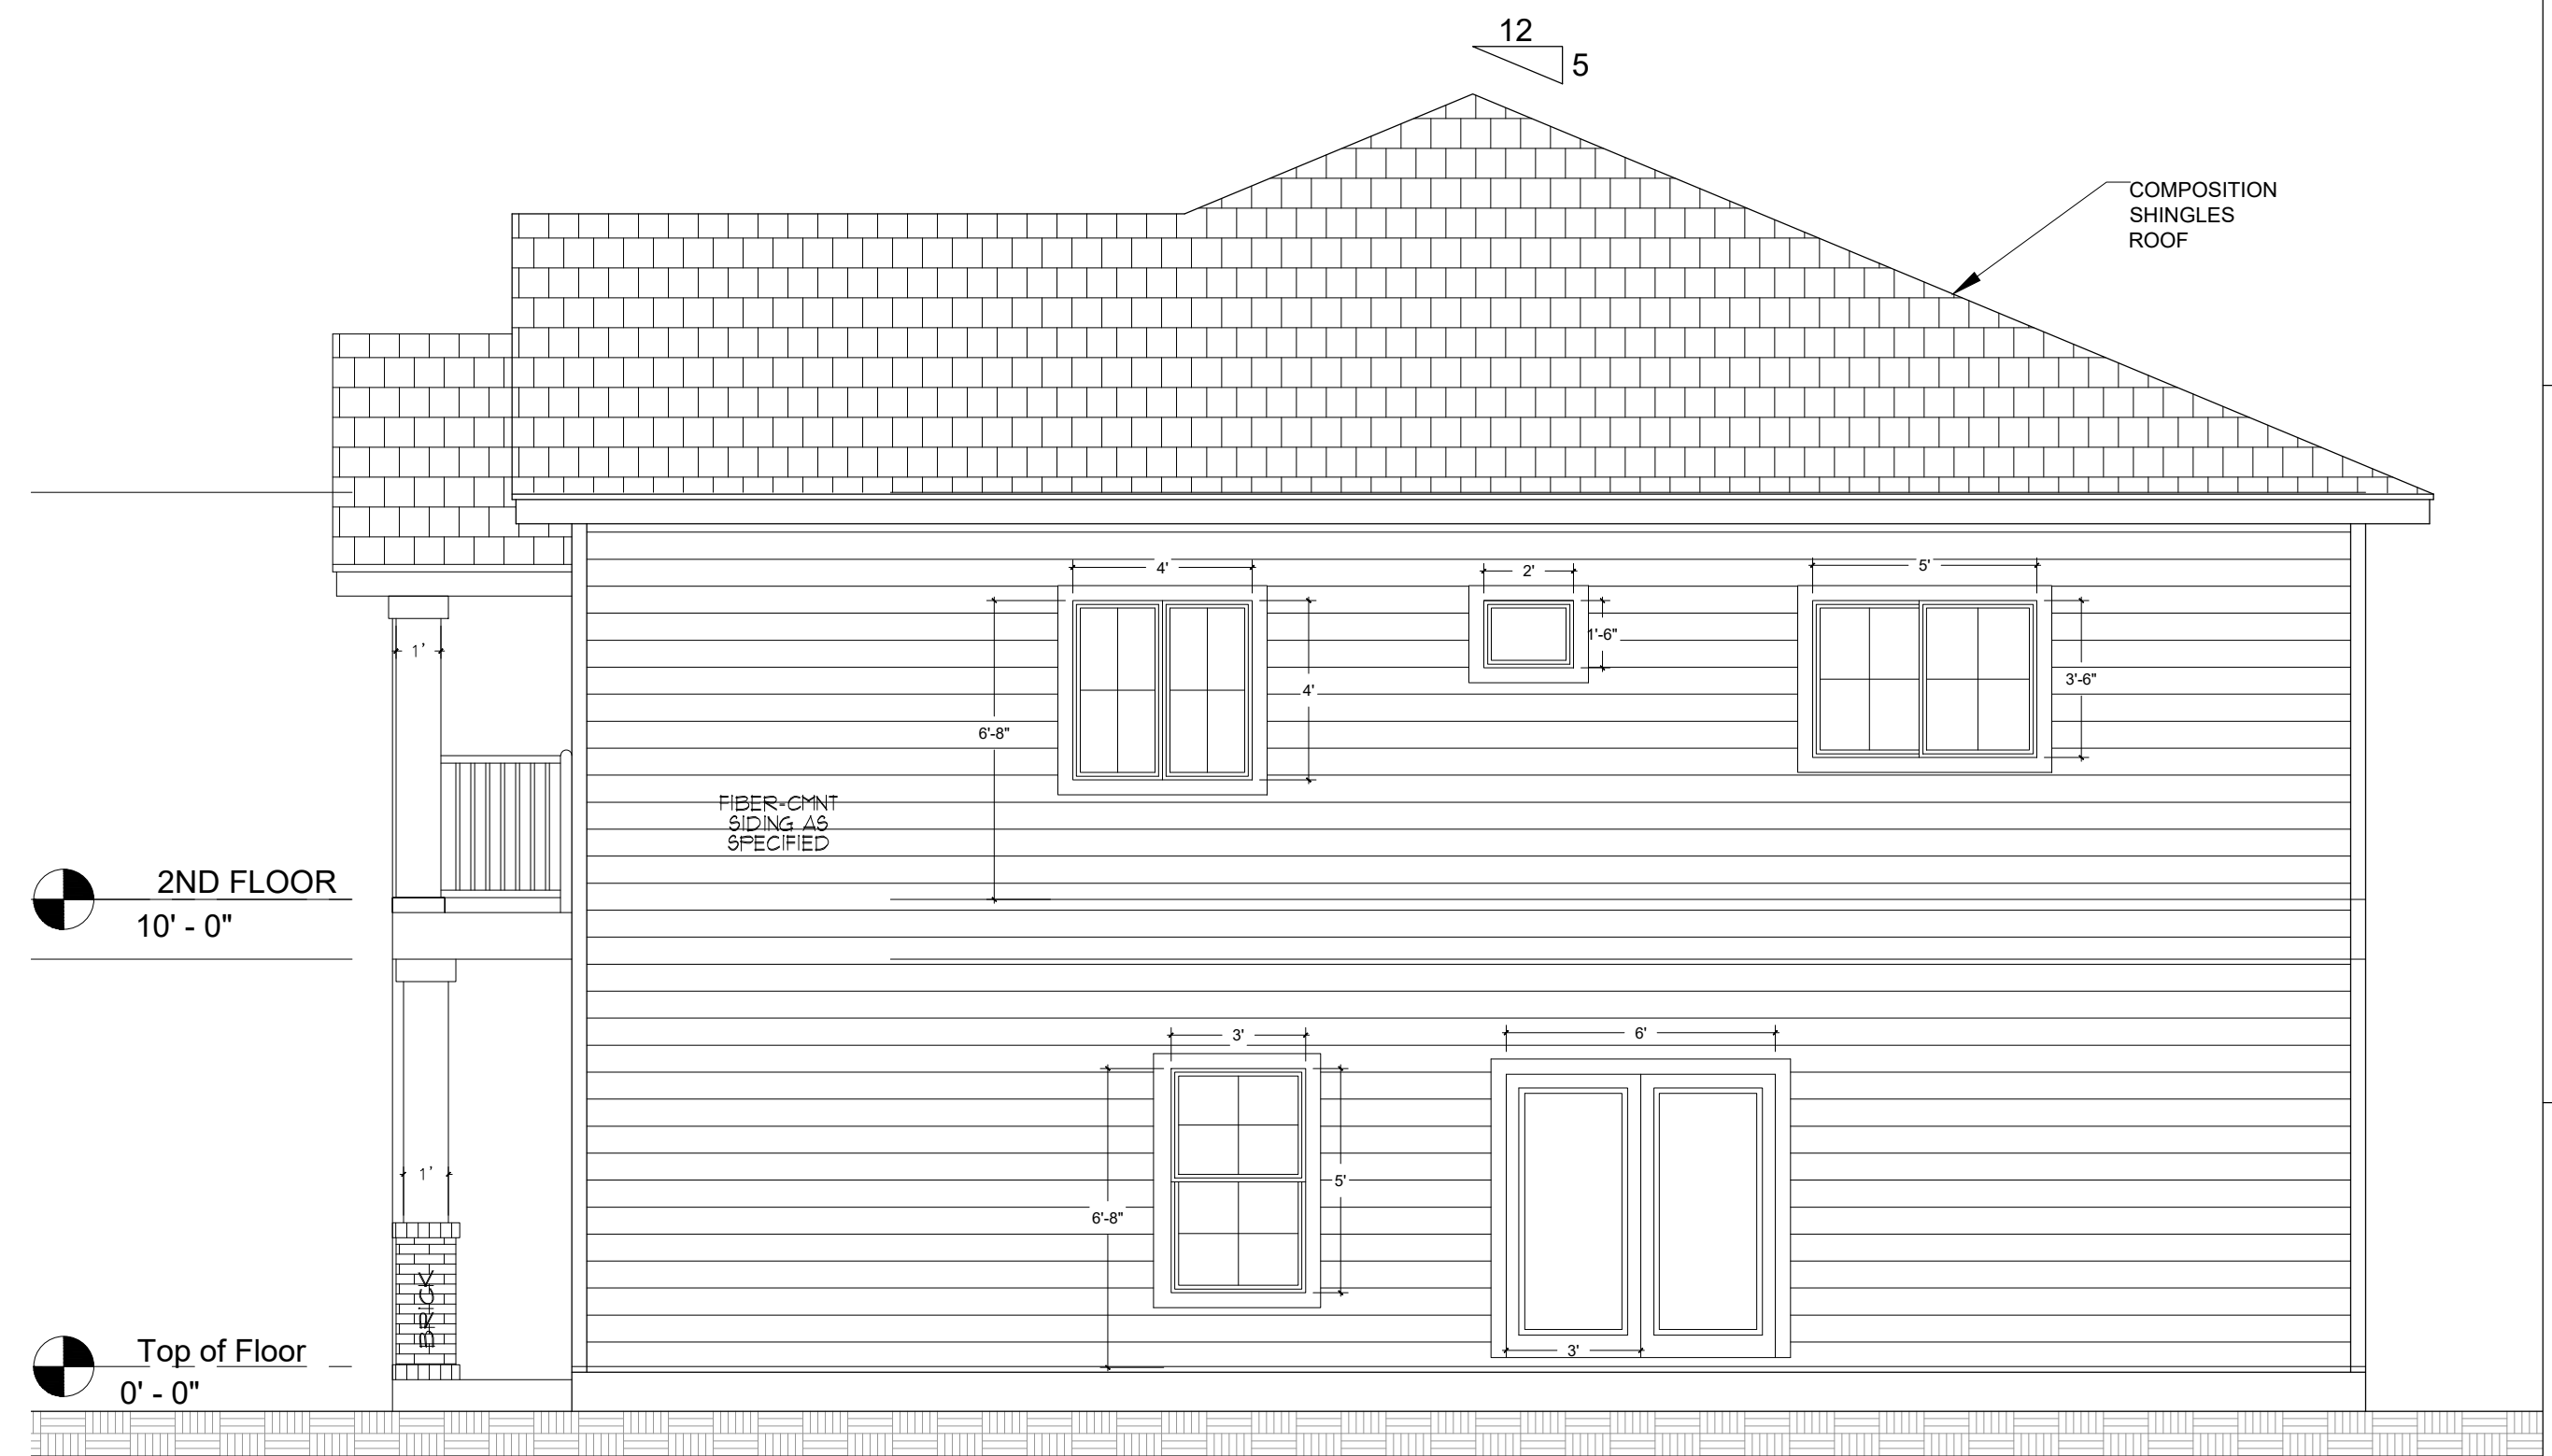 12
5
COMPOSITION
SHINGLES
ROOF
4'
2'
5'
1'-6"
1'
3'-6"
4'
6'-8"
FIBER-CMNT
SIDING AS
SPECIFIED
2ND FLOOR
10' - 0"
3'
6'
1'
5'
6'-8"
BRICK
Top of Floor
3'
0' - 0"